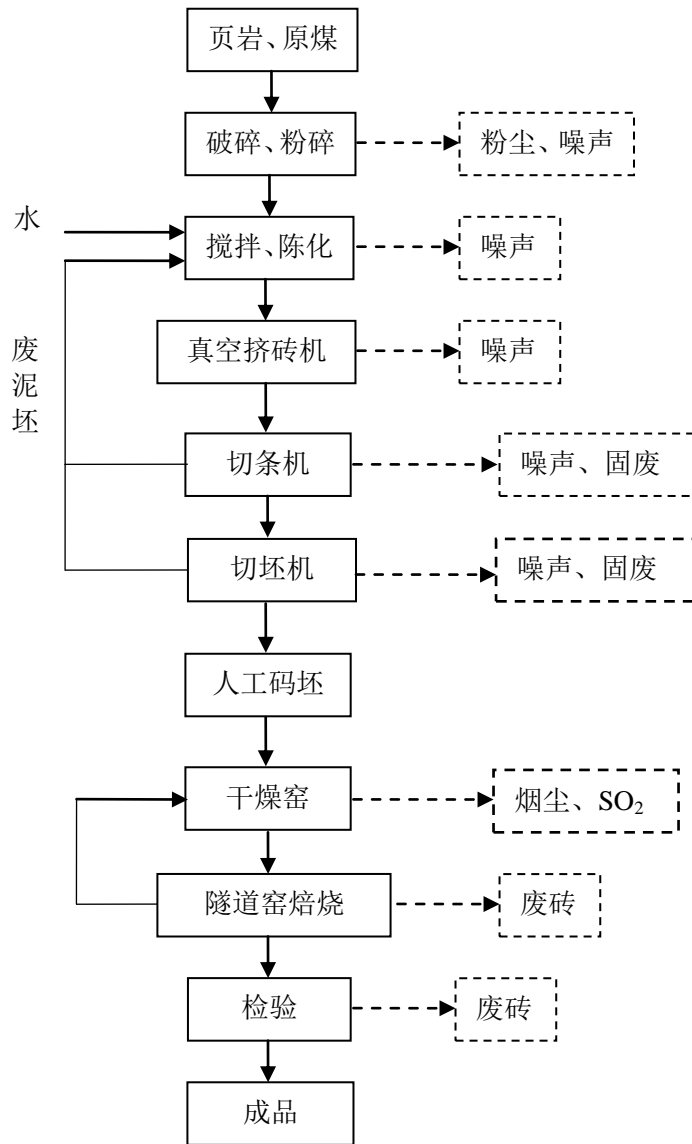 页岩、原煤
破碎、粉碎
粉尘、噪声
水
搅拌、陈化
噪声
废泥坯
真空挤砖机
噪声
切条机
噪声、固废
切坯机
噪声、固废
人工码坯
干燥窑
烟尘、SO₂
隧道窑焙烧
废砖
检验
废砖
成品